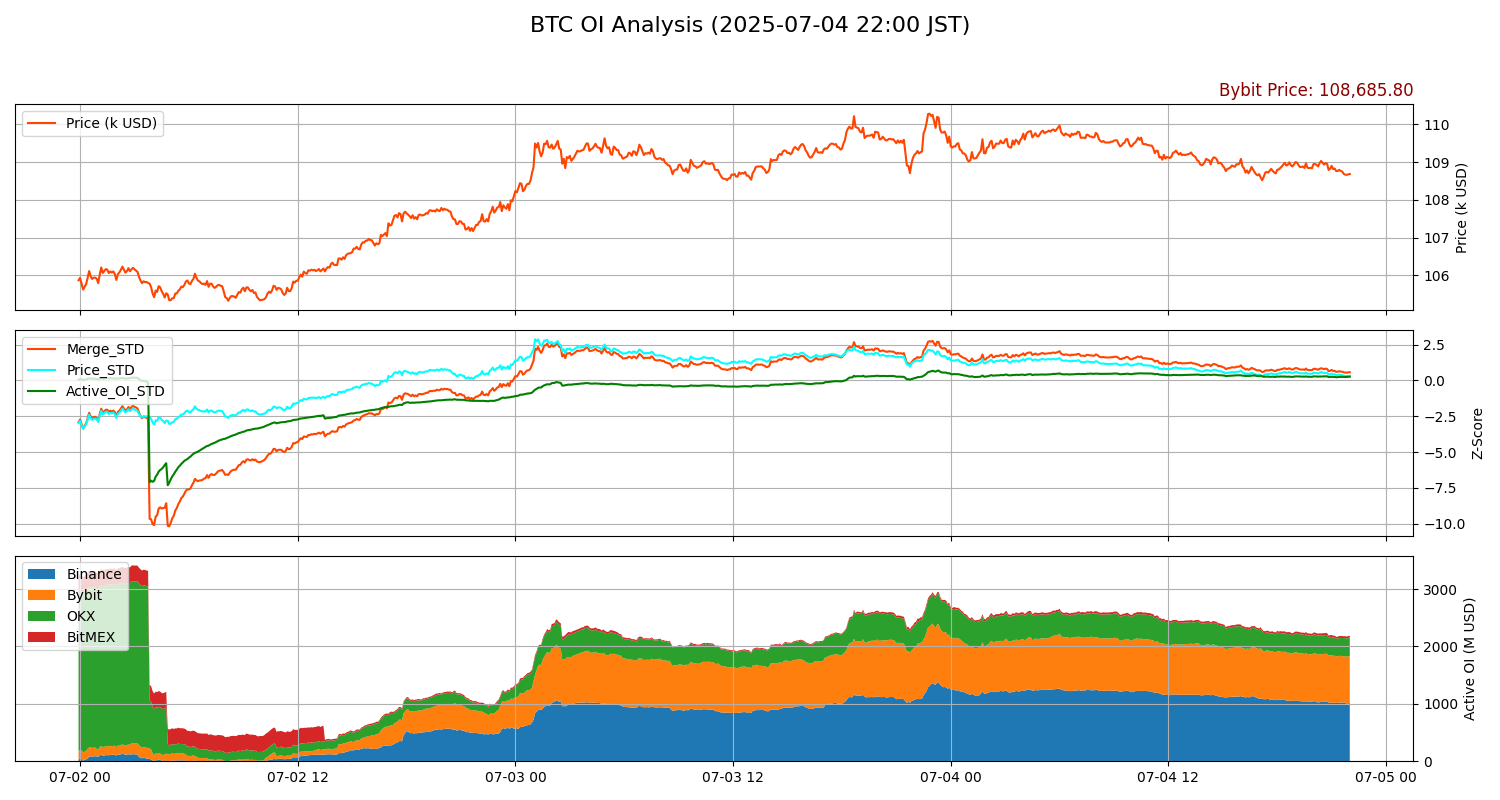 BTC OI Analysis (2025-07-04 22:00 JST)
Bybit Price: 108,685.80
Price (k USD)
110
109
108
107
106
Price (k USD)
Merge_STD
Price_STD
Active_OI_STD
2.5
0.0
−2.5
−5.0
−7.5
−10.0
Z-Score
Binance
Bybit
OKX
BitMEX
3000
2000
1000
0
Active OI (M USD)
07-02 00
07-02 12
07-03 00
07-03 12
07-04 00
07-04 12
07-05 00